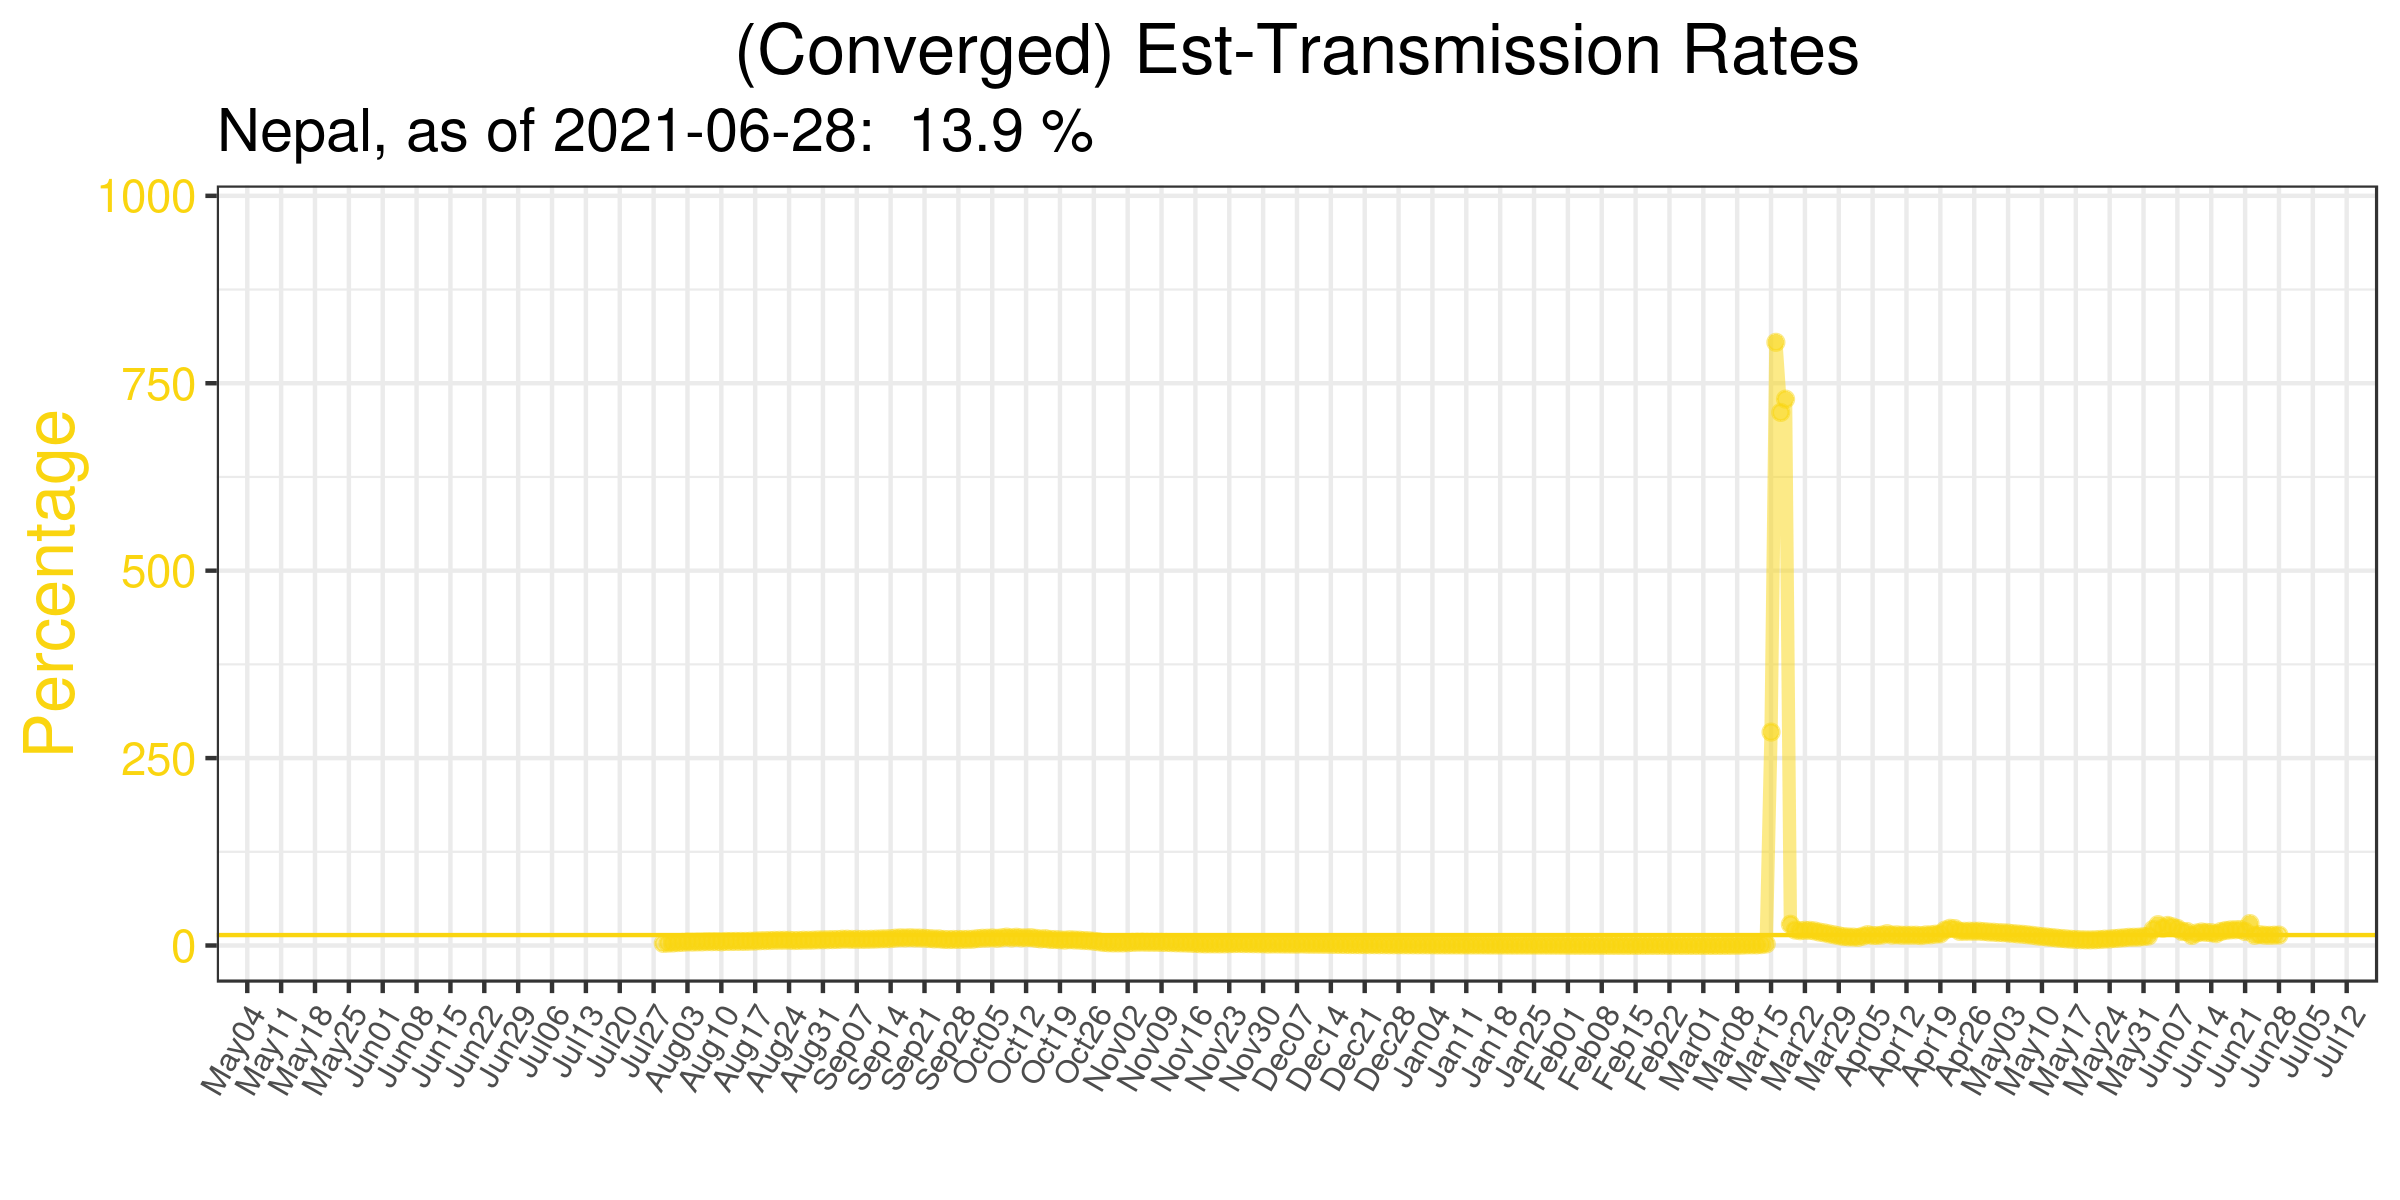 (Converged) Est-Transmission Rates
Nepal, as of 2021-06-28:  13.9 %
Percentage
1000
750
500
250
0
May04
May11
May18
May25
Jun01
Jun08
Jun15
Jun22
Jun29
Jul06
Jul13
Jul20
Jul27
Aug03
Aug10
Aug17
Aug24
Aug31
Sep07
Sep14
Sep21
Sep28
Oct05
Oct12
Oct19
Oct26
Nov02
Nov09
Nov16
Nov23
Nov30
Dec07
Dec14
Dec21
Dec28
Jan04
Jan11
Jan18
Jan25
Feb01
Feb08
Feb15
Feb22
Mar01
Mar08
Mar15
Mar22
Mar29
Apr05
Apr12
Apr19
Apr26
May03
May10
May17
May24
May31
Jun07
Jun14
Jun21
Jun28
Jul05
Jul12